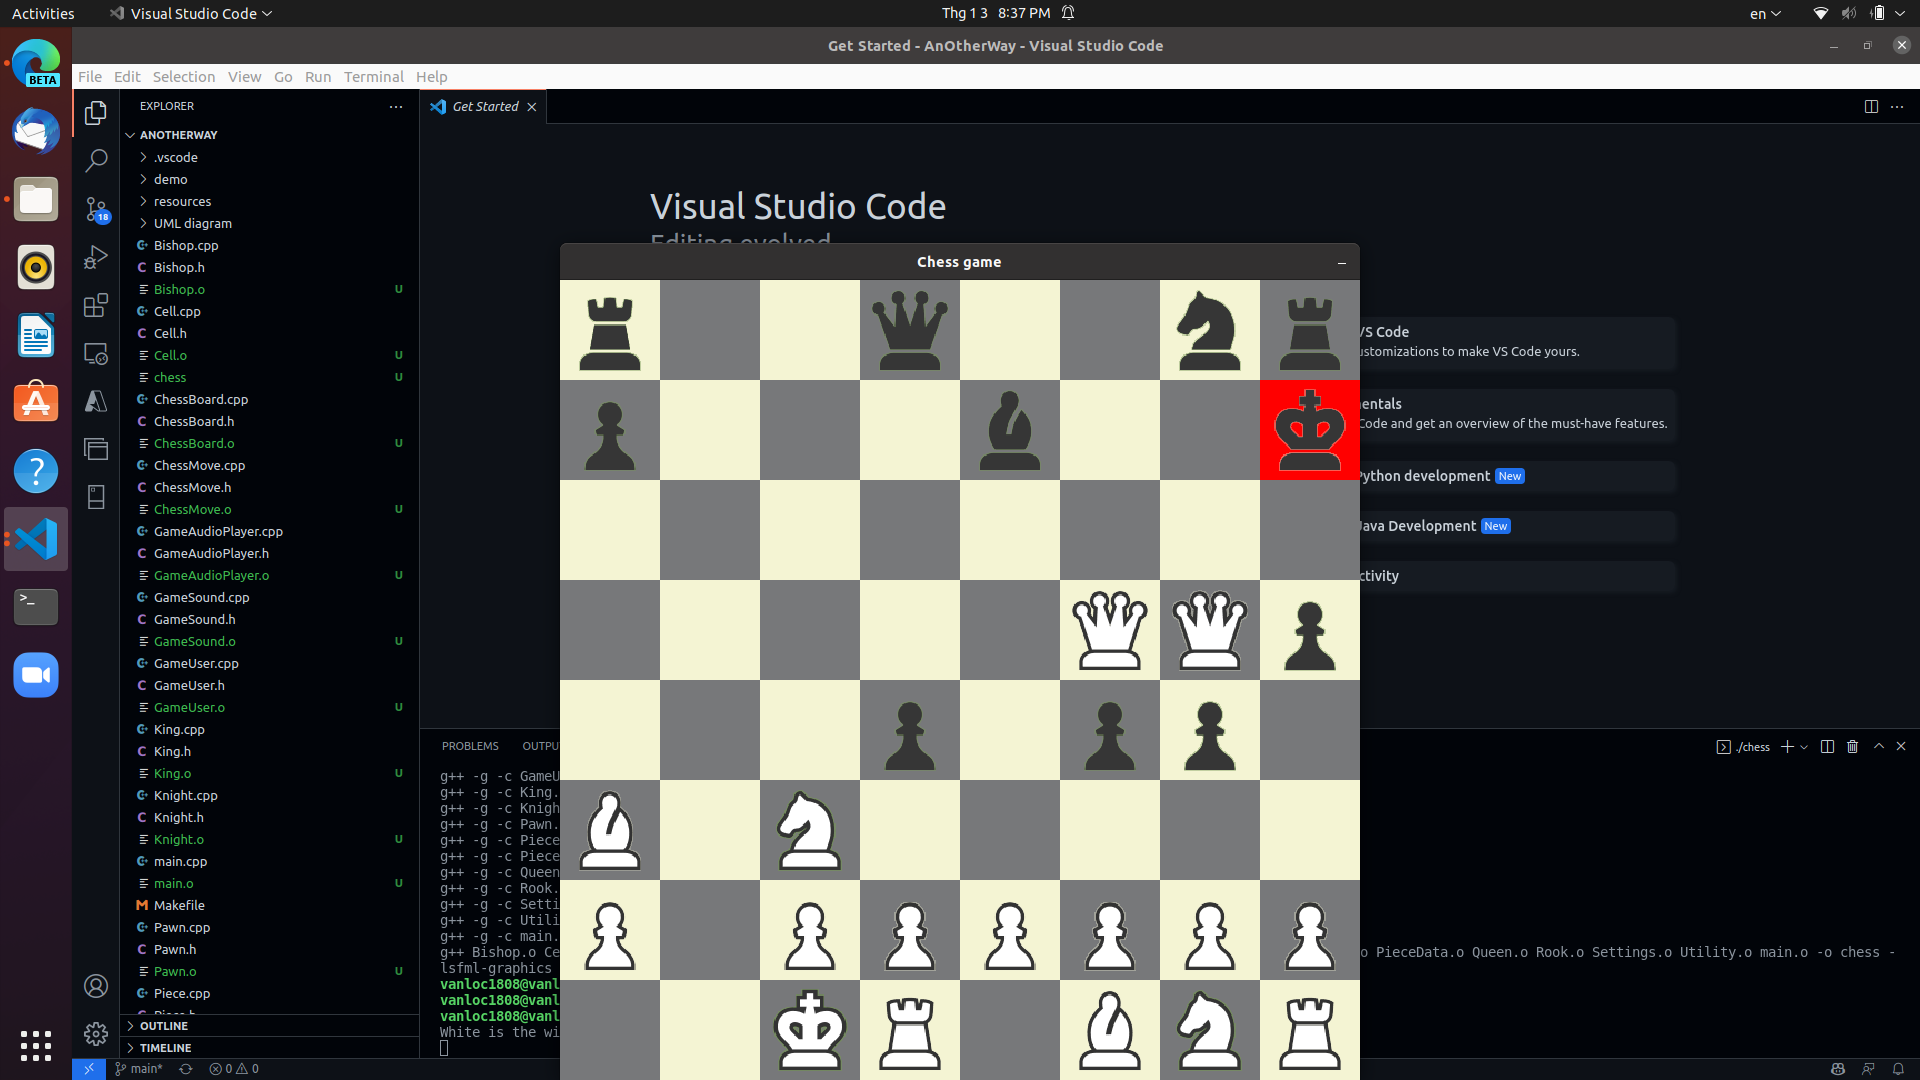 Activities
Visual Studio Code
Thg 1 3 8:37 PM
en
Get Started - AnOtherWay - Visual Studio Code
File Edit Selection View Go Run Terminal Help
BETA
EXPLORER
Get Started
ANOTHERWAY
.vscode
demo
resources
UML diagram
18
Bishop.cpp
Bishop.h
Bishop.o U
Cell.cpp
Cell.h
Cell.o U
chess U
ChessBoard.cpp
ChessBoard.h
ChessBoard.o U
ChessMove.cpp
ChessMove.h
ChessMove.o U
GameAudioPlayer.cpp
GameAudioPlayer.h
GameAudioPlayer.o U
GameSound.cpp
GameSound.h
GameSound.o U
GameUser.cpp
GameUser.h
GameUser.o U
King.cpp
King.h
King.o U
Knight.cpp
Knight.h
Knight.o U
main.cpp
main.o U
Makefile
Pawn.cpp
Pawn.h
Pawn.o U
Piece.cpp
OUTLINE
TIMELINE
main*
0 0
Visual Studio Code
Editing evolved
Chess game
VS Code
ustomizations to make VS Code yours.
entals
Code and get an overview of the must-have features.
Python development New
Java Development New
ctivity
PROBLEMS OUTPU
./chess
g++ -g -c GameU
g++ -g -c King.
g++ -g -c Knigh
g++ -g -c Pawn.
g++ -g -c Piece
g++ -g -c Piece
g++ -g -c Queen
g++ -g -c Rook.
g++ -g -c Setti
g++ -g -c Utili
g++ -g -c main.
g++ Bishop.o Ce
o PieceData.o Queen.o Rook.o Settings.o Utility.o main.o -o chess -
lsfml-graphics
vanloc1808@vanl
vanloc1808@vanl
vanloc1808@vanl
White is the wi